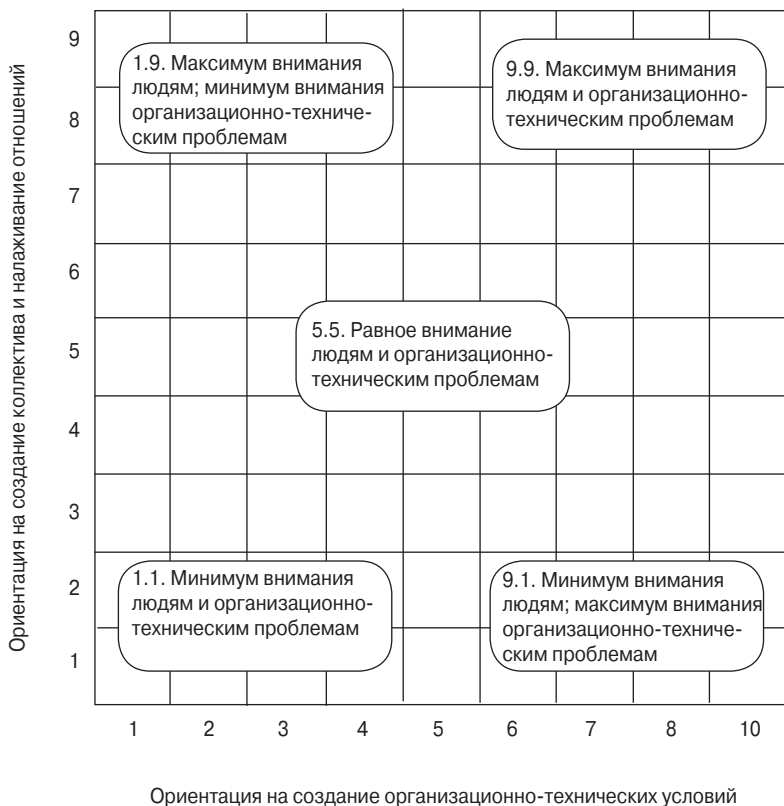 Ориентация на создание коллектива и налаживание отношений
9
8
7
6
5
4
3
2
1
1.9. Максимум внимания
людям; минимум внимания
организационно-техниче-
ским проблемам
9.9. Максимум внимания
людям и организационно-
техническим проблемам
5.5. Равное внимание
людям и организационно-
техническим проблемам
1.1. Минимум внимания
людям и организационно-
техническим проблемам
9.1. Минимум внимания
людям; максимум внимания
организационно-техниче-
ским проблемам
1 2 3 4 5 6 7 8 10
Ориентация на создание организационно-технических условий